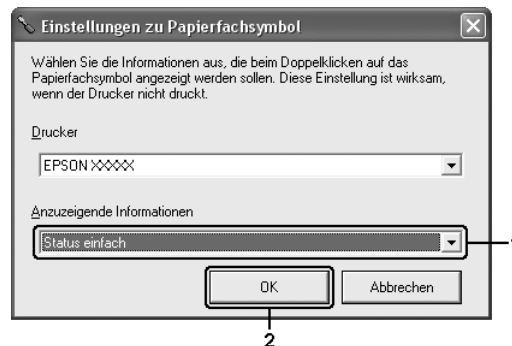 Einstellungen zu Papierfachsymbol
Wählen Sie die Informationen aus, die beim Doppelklicken auf das
Papierfachsymbol angezeigt werden sollen. Diese Einstellung ist wirksam,
wenn der Drucker nicht druckt.
Drucker
EPSON XXXXX
Anzuzeigende Informationen
Status einfach
1
OK
Abbrechen
2